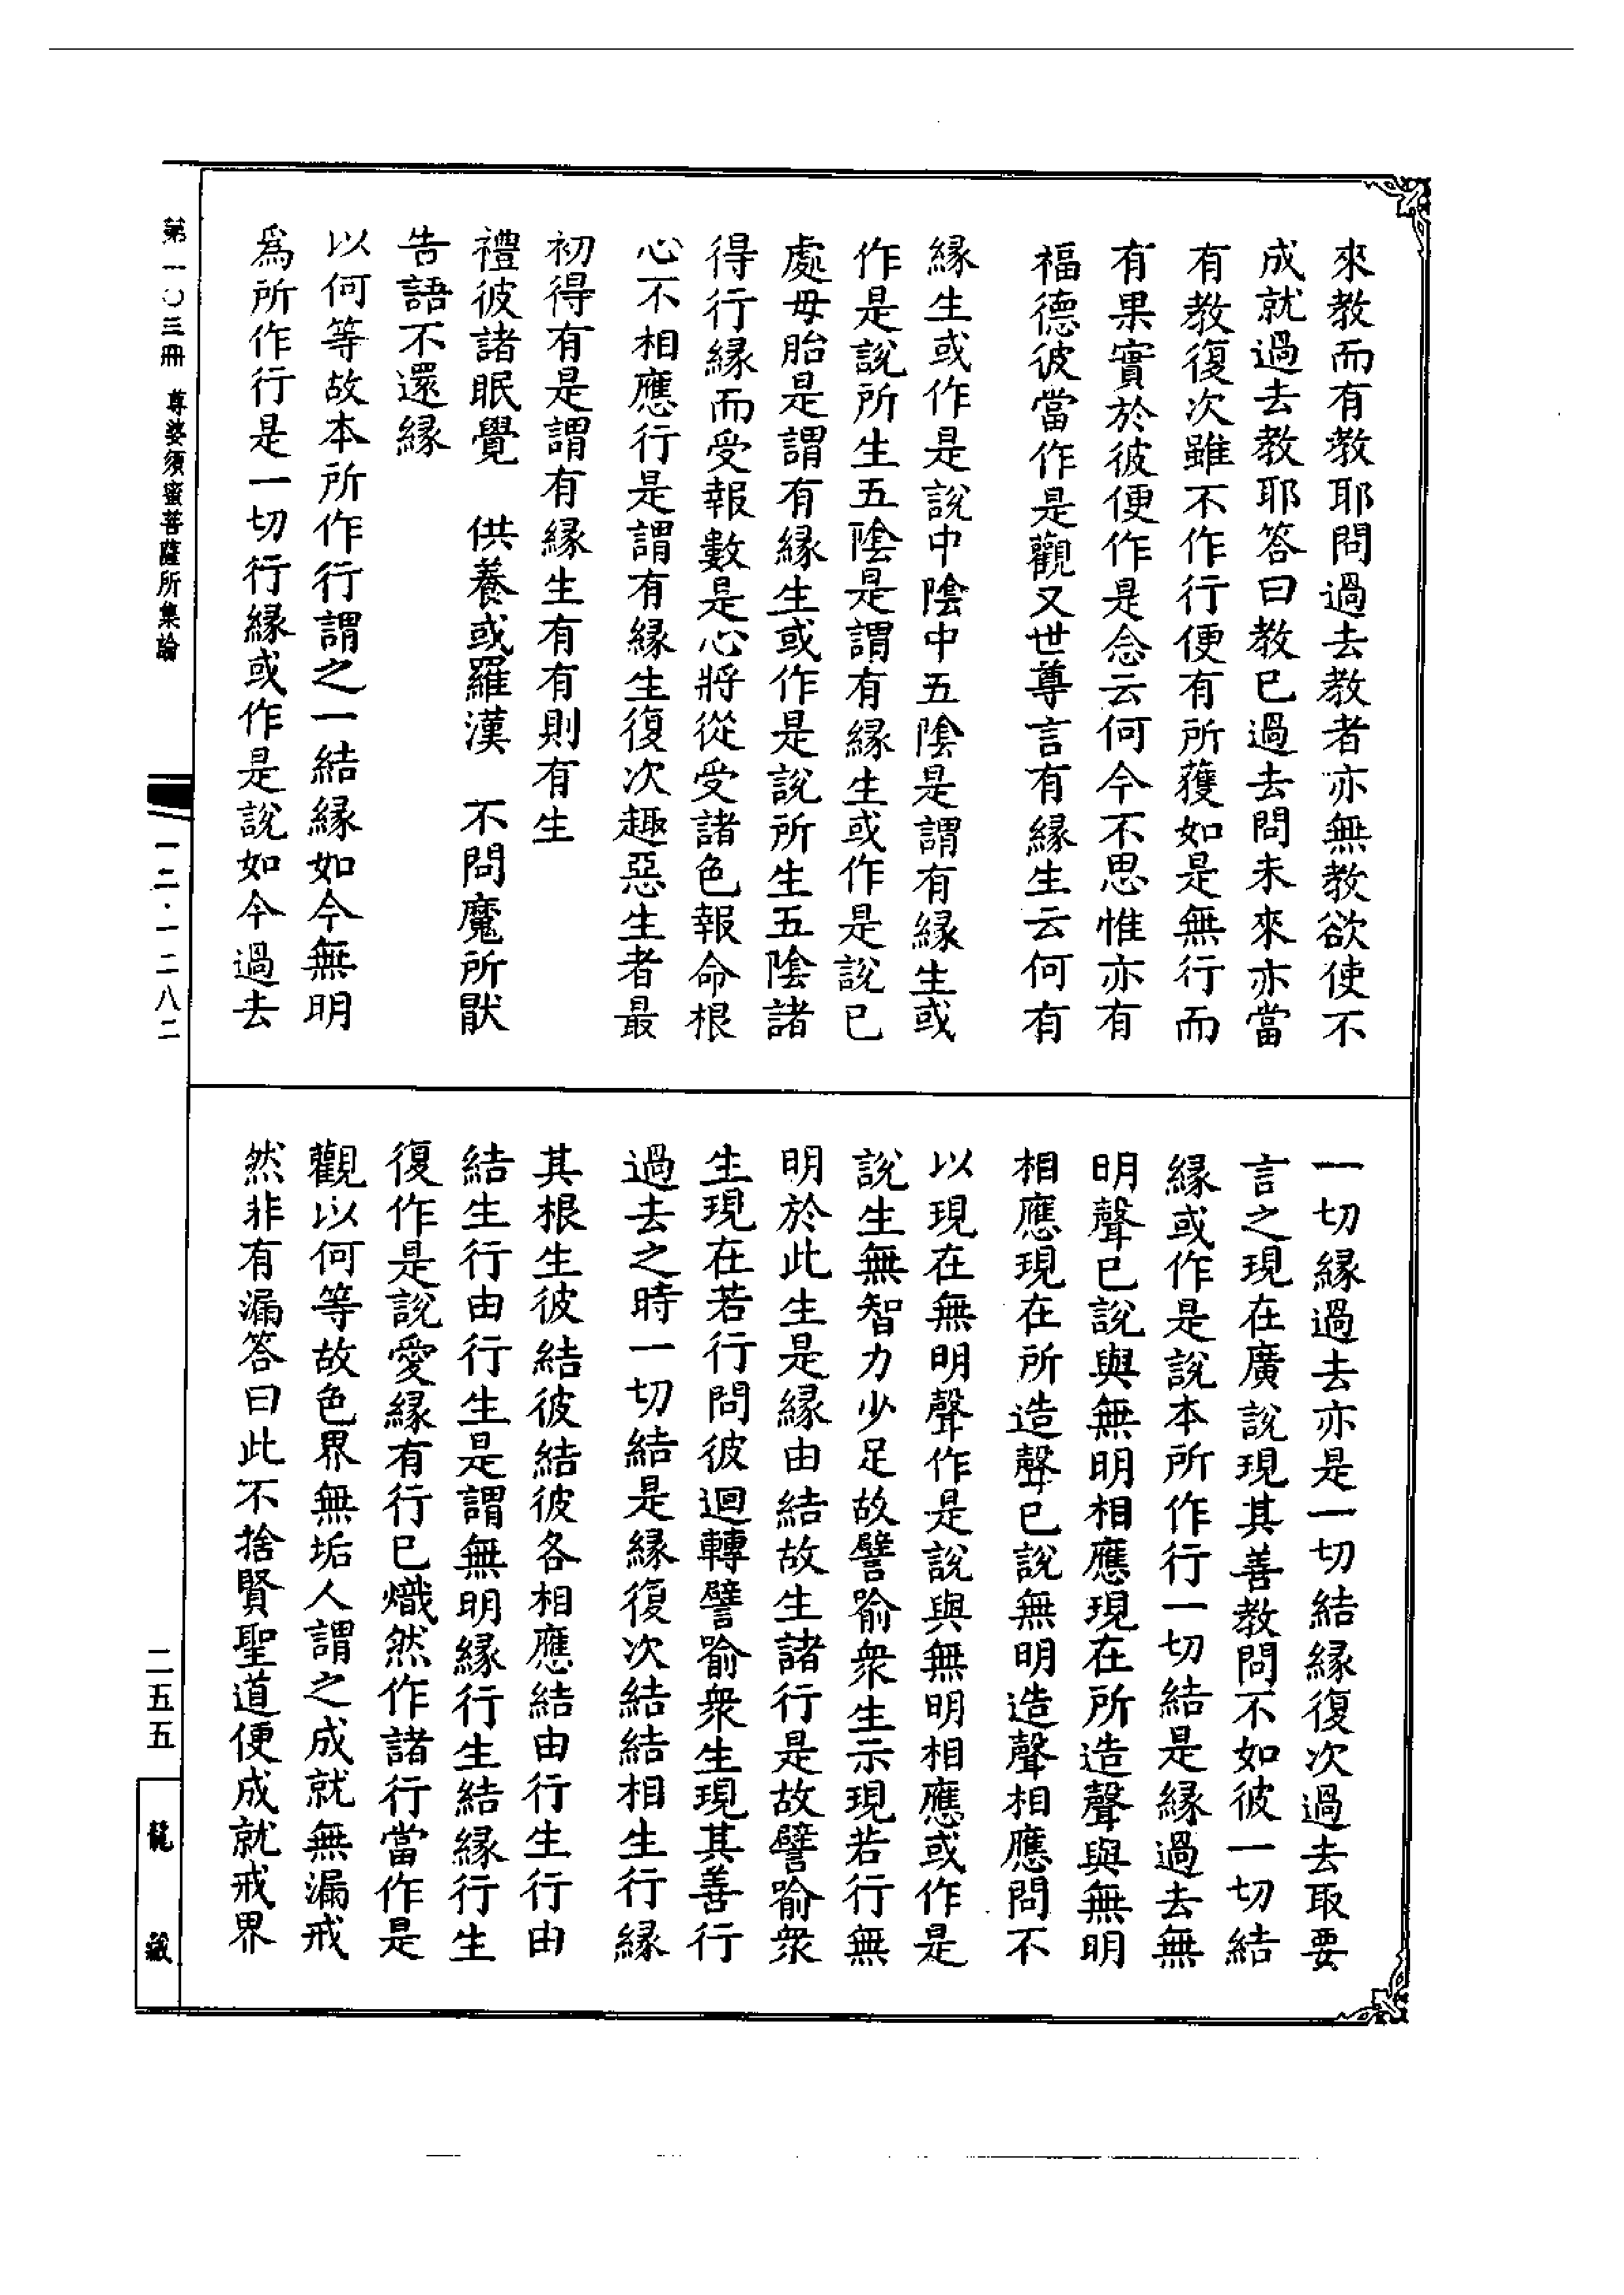 來教而有教耶問過去教者亦無教欲使不
成就過去教耶答曰教已過去問未來亦當
有教復次雖不作行便有所獲如是無行而
有果實於彼便作是念云何今不思惟亦有
福德彼當作是觀又世尊言有緣生云何有
緣生或作是說中陰中五陰是謂有緣生或
作是說所生五陰是謂有緣生或作是說已
處母胎是謂有緣生或作是說所生五陰諸
得行緣而受報數是心將從受諸色報命根
心不相應行是謂有緣生復次趣惡生者最
初得有是謂有緣生有有則有生
禮彼諸眠覺 供養或羅漢 不問魔所猒
告語不還緣
以何等故本所作行謂之一結緣如今無明
為所作行是一切行緣或作是說如今過去
一切緣過去亦是一切結緣復次過去取要
言之現在廣說現其善教問不如彼一切結
緣或作是說本所作行一切結是緣過去無
明聲已說與無明相應現在所造聲與無明
相應現在所造聲已說無明造聲相應問不
以現在無明聲作是說與無明相應或作是
說生無智力少足故譬喻眾生示現若行無
明於此生是緣由結故生諸行是故譬喻眾
生現在若行問彼迴轉譬喻眾生現其善行
過去之時一切結是緣復次結結相生行緣
其根生彼結彼結彼各相應結由行生行由
結生行由行生是謂無明緣行生結緣行生
復作是說愛緣有行已熾然作諸行當作是
觀以何等故色界無垢人謂之成就無漏戒
然非有漏答曰此不捨賢聖道便成就戒界
第一〇三冊 尊婆須蜜菩薩所集論
一二·一二八二
二五五
龍藏